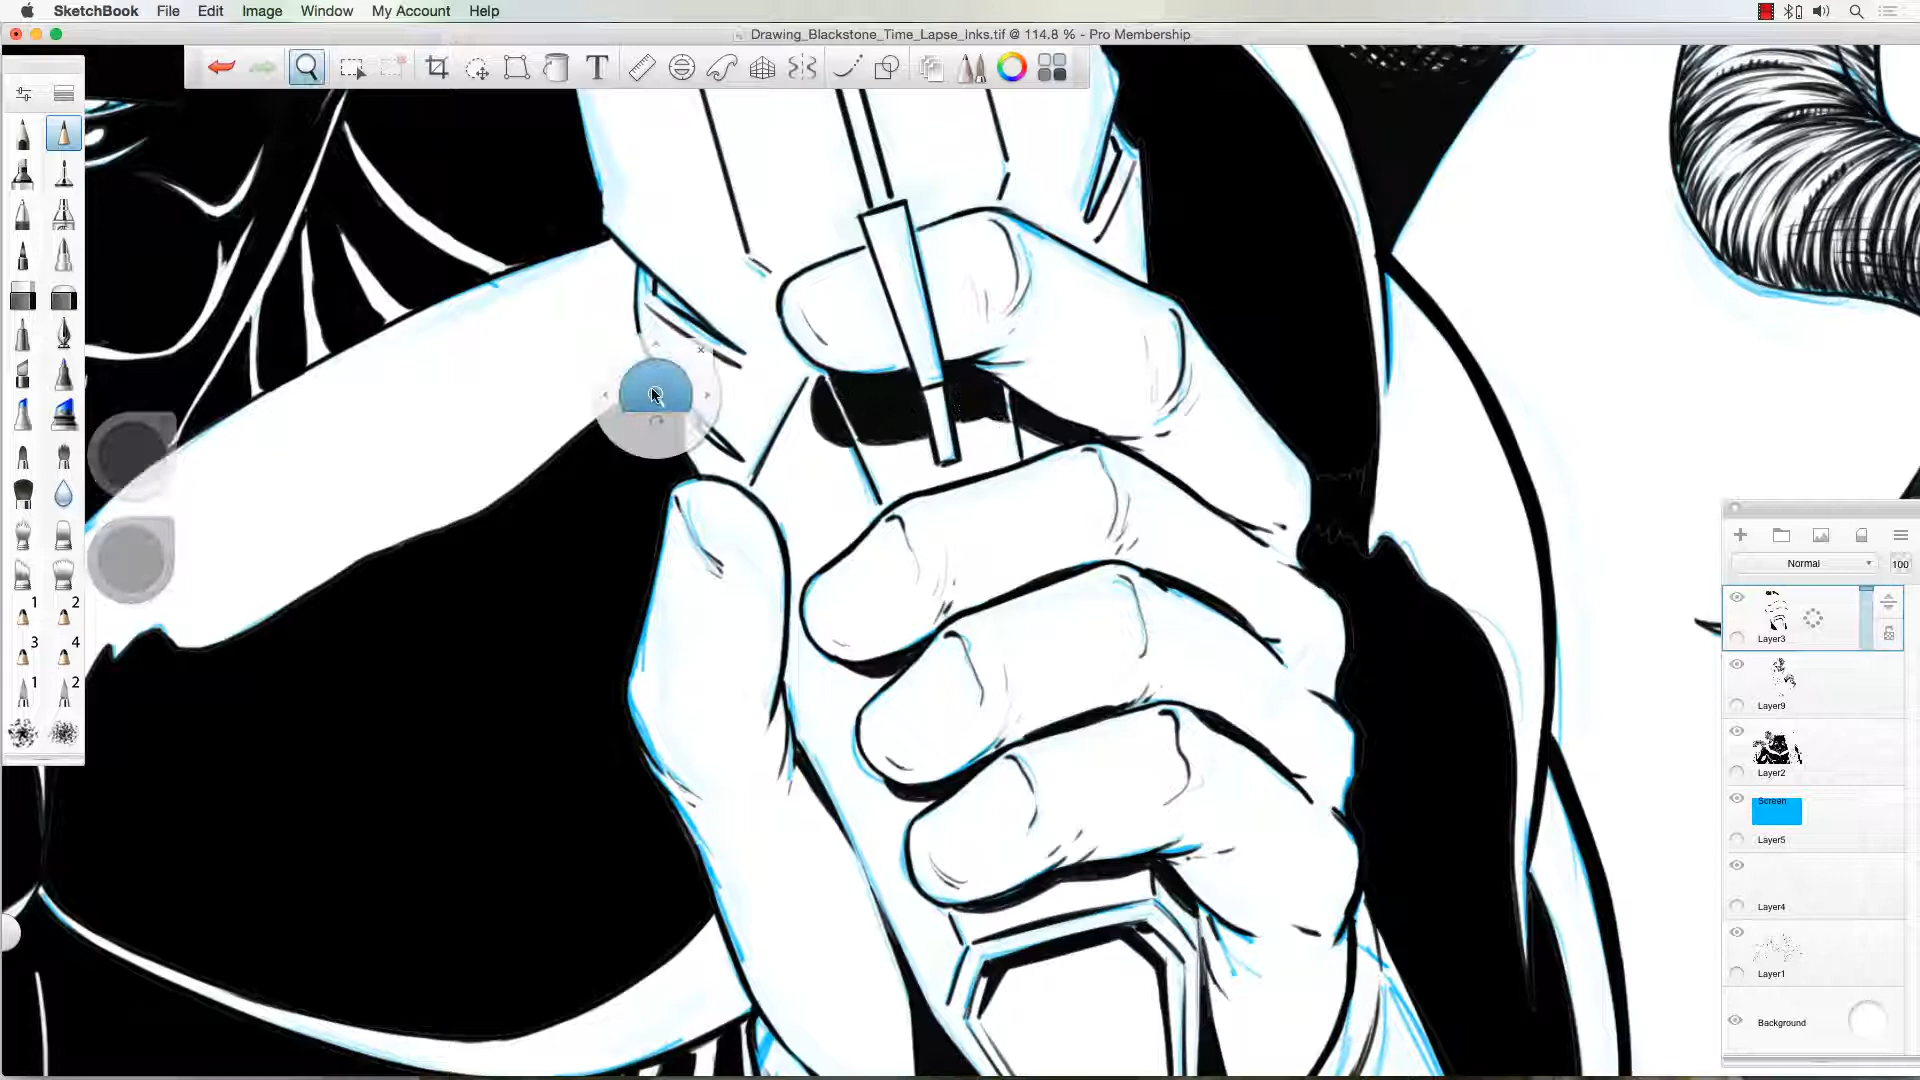 SketchBook File Edit Image Window My Account Help
Drawing_Blackstone_Time_Lapse_Inks.tif @ 114.8 % - Pro Membership
T
1 2
3 4
1 2
Normal 100
Layer3
Layer9
Layer2
Screen
Layer5
Layer4
Layer1
Background